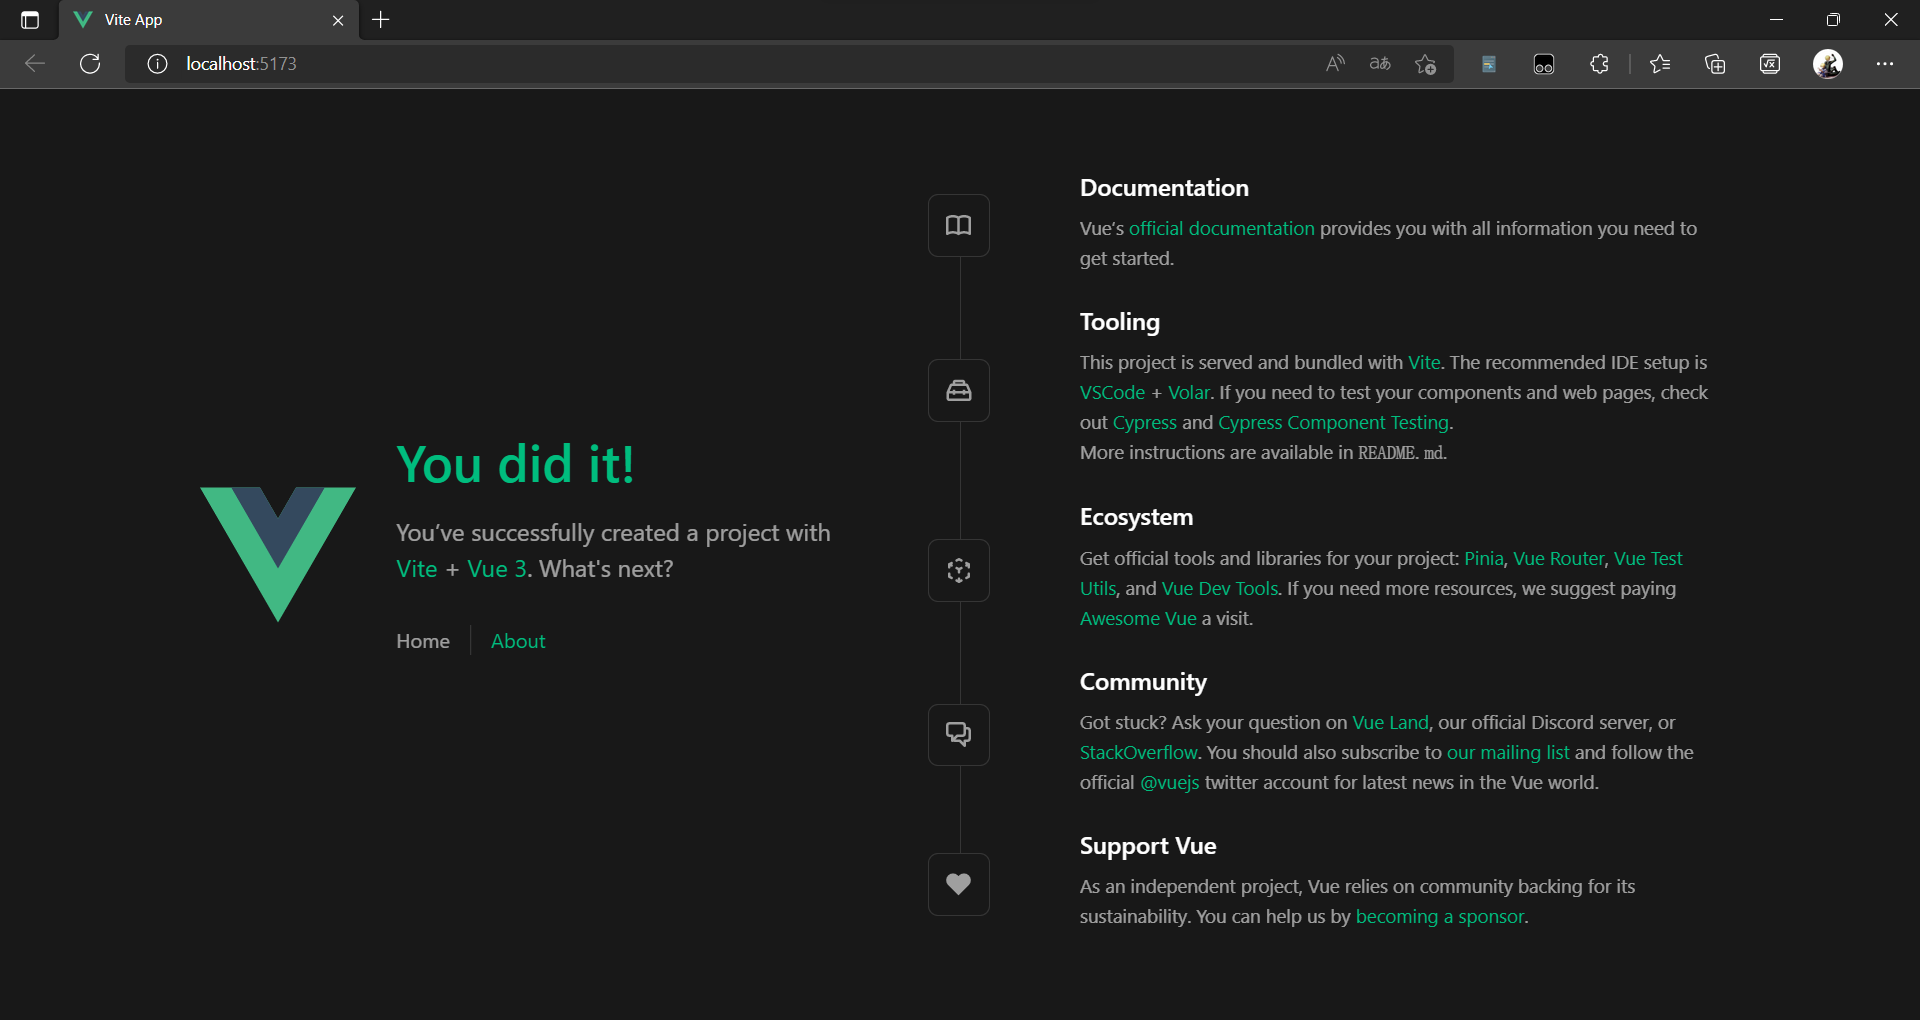 Vite App
localhost:5173
You did it!
You’ve successfully created a project with
Vite + Vue 3. What's next?
Home
About
Documentation
Vue’s official documentation provides you with all information you need to
get started.
Tooling
This project is served and bundled with Vite. The recommended IDE setup is
VSCode + Volar. If you need to test your components and web pages, check
out Cypress and Cypress Component Testing.
More instructions are available in README.md.
Ecosystem
Get official tools and libraries for your project: Pinia, Vue Router, Vue Test
Utils, and Vue Dev Tools. If you need more resources, we suggest paying
Awesome Vue a visit.
Community
Got stuck? Ask your question on Vue Land, our official Discord server, or
StackOverflow. You should also subscribe to our mailing list and follow the
official @vuejs twitter account for latest news in the Vue world.
Support Vue
As an independent project, Vue relies on community backing for its
sustainability. You can help us by becoming a sponsor.